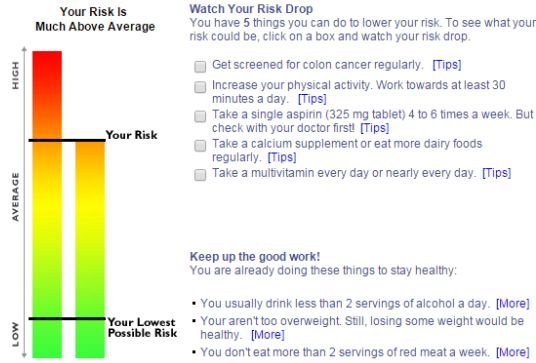 Your Risk Is
Much Above Average
HIGH
AVERAGE
LOW
Your Risk
Your Lowest
Possible Risk
Watch Your Risk Drop
You have 5 things you can do to lower your risk. To see what your
risk could be, click on a box and watch your risk drop.
Get screened for colon cancer regularly. [Tips]
Increase your physical activity. Work towards at least 30
minutes a day. [Tips]
Take a single aspirin (325 mg tablet) 4 to 6 times a week. But
check with your doctor first! [Tips]
Take a calcium supplement or eat more dairy foods
regularly. [Tips]
Take a multivitamin every day or nearly every day. [Tips]
Keep up the good work!
You are already doing these things to stay healthy:
▪ You usually drink less than 2 servings of alcohol a day. [More]
▪ Your aren't too overweight. Still, losing some weight would be
healthy. [More]
▪ You don't eat more than 2 servings of red meat a week. [More]